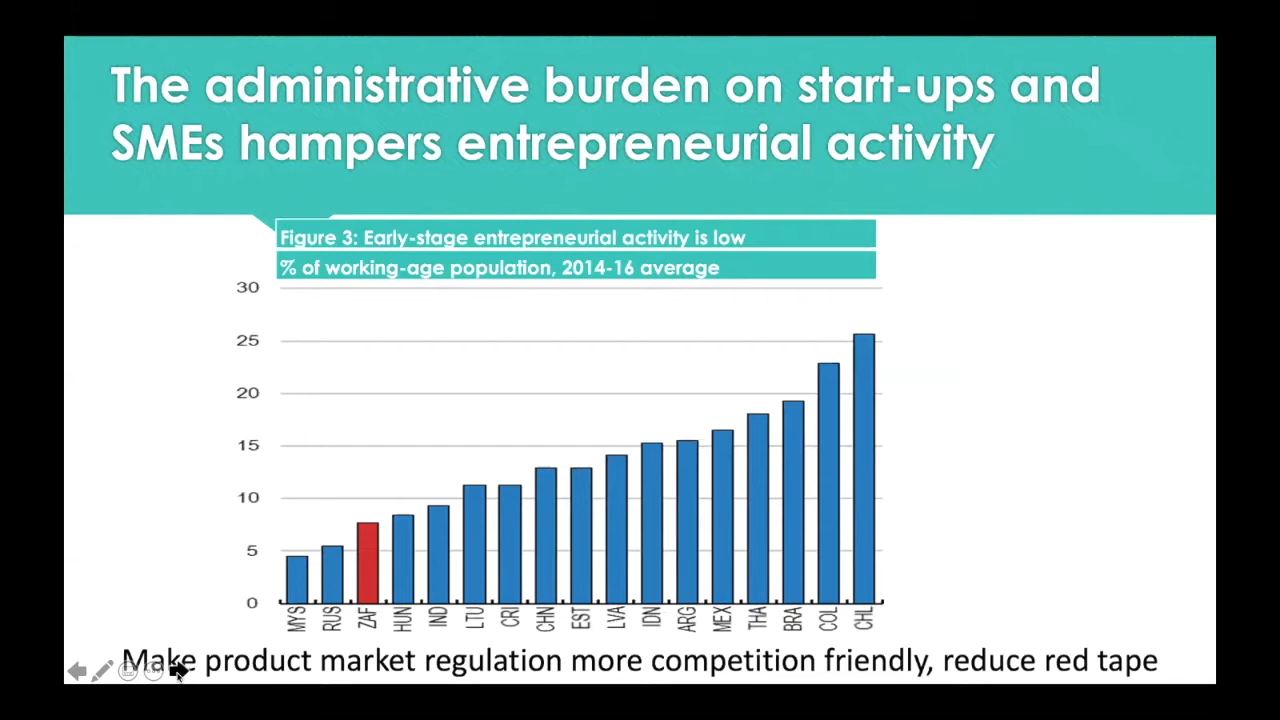 The administrative burden on start-ups and
SMEs hampers entrepreneurial activity
Figure 3: Early-stage entrepreneurial activity is low
% of working-age population, 2014-16 average
30
25
20
15
10
5
0
MYS
RUS
ZAF
HUN
IND
LTU
CRI
CHN
EST
LVA
IDN
ARG
MEX
THA
BRA
COL
CHL
Make product market regulation more competition friendly, reduce red tape